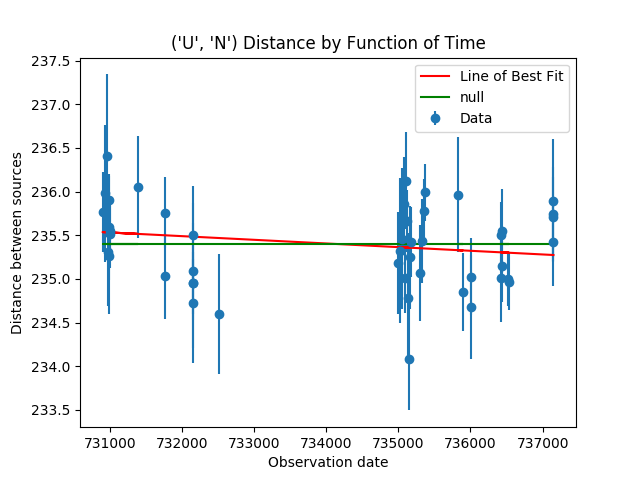 ('U', 'N') Distance by Function of Time
237.5
237.0
236.5
236.0
235.5
235.0
234.5
234.0
233.5
Distance between sources
Line of Best Fit
null
Data
731000 732000 733000 734000 735000 736000 737000
Observation date